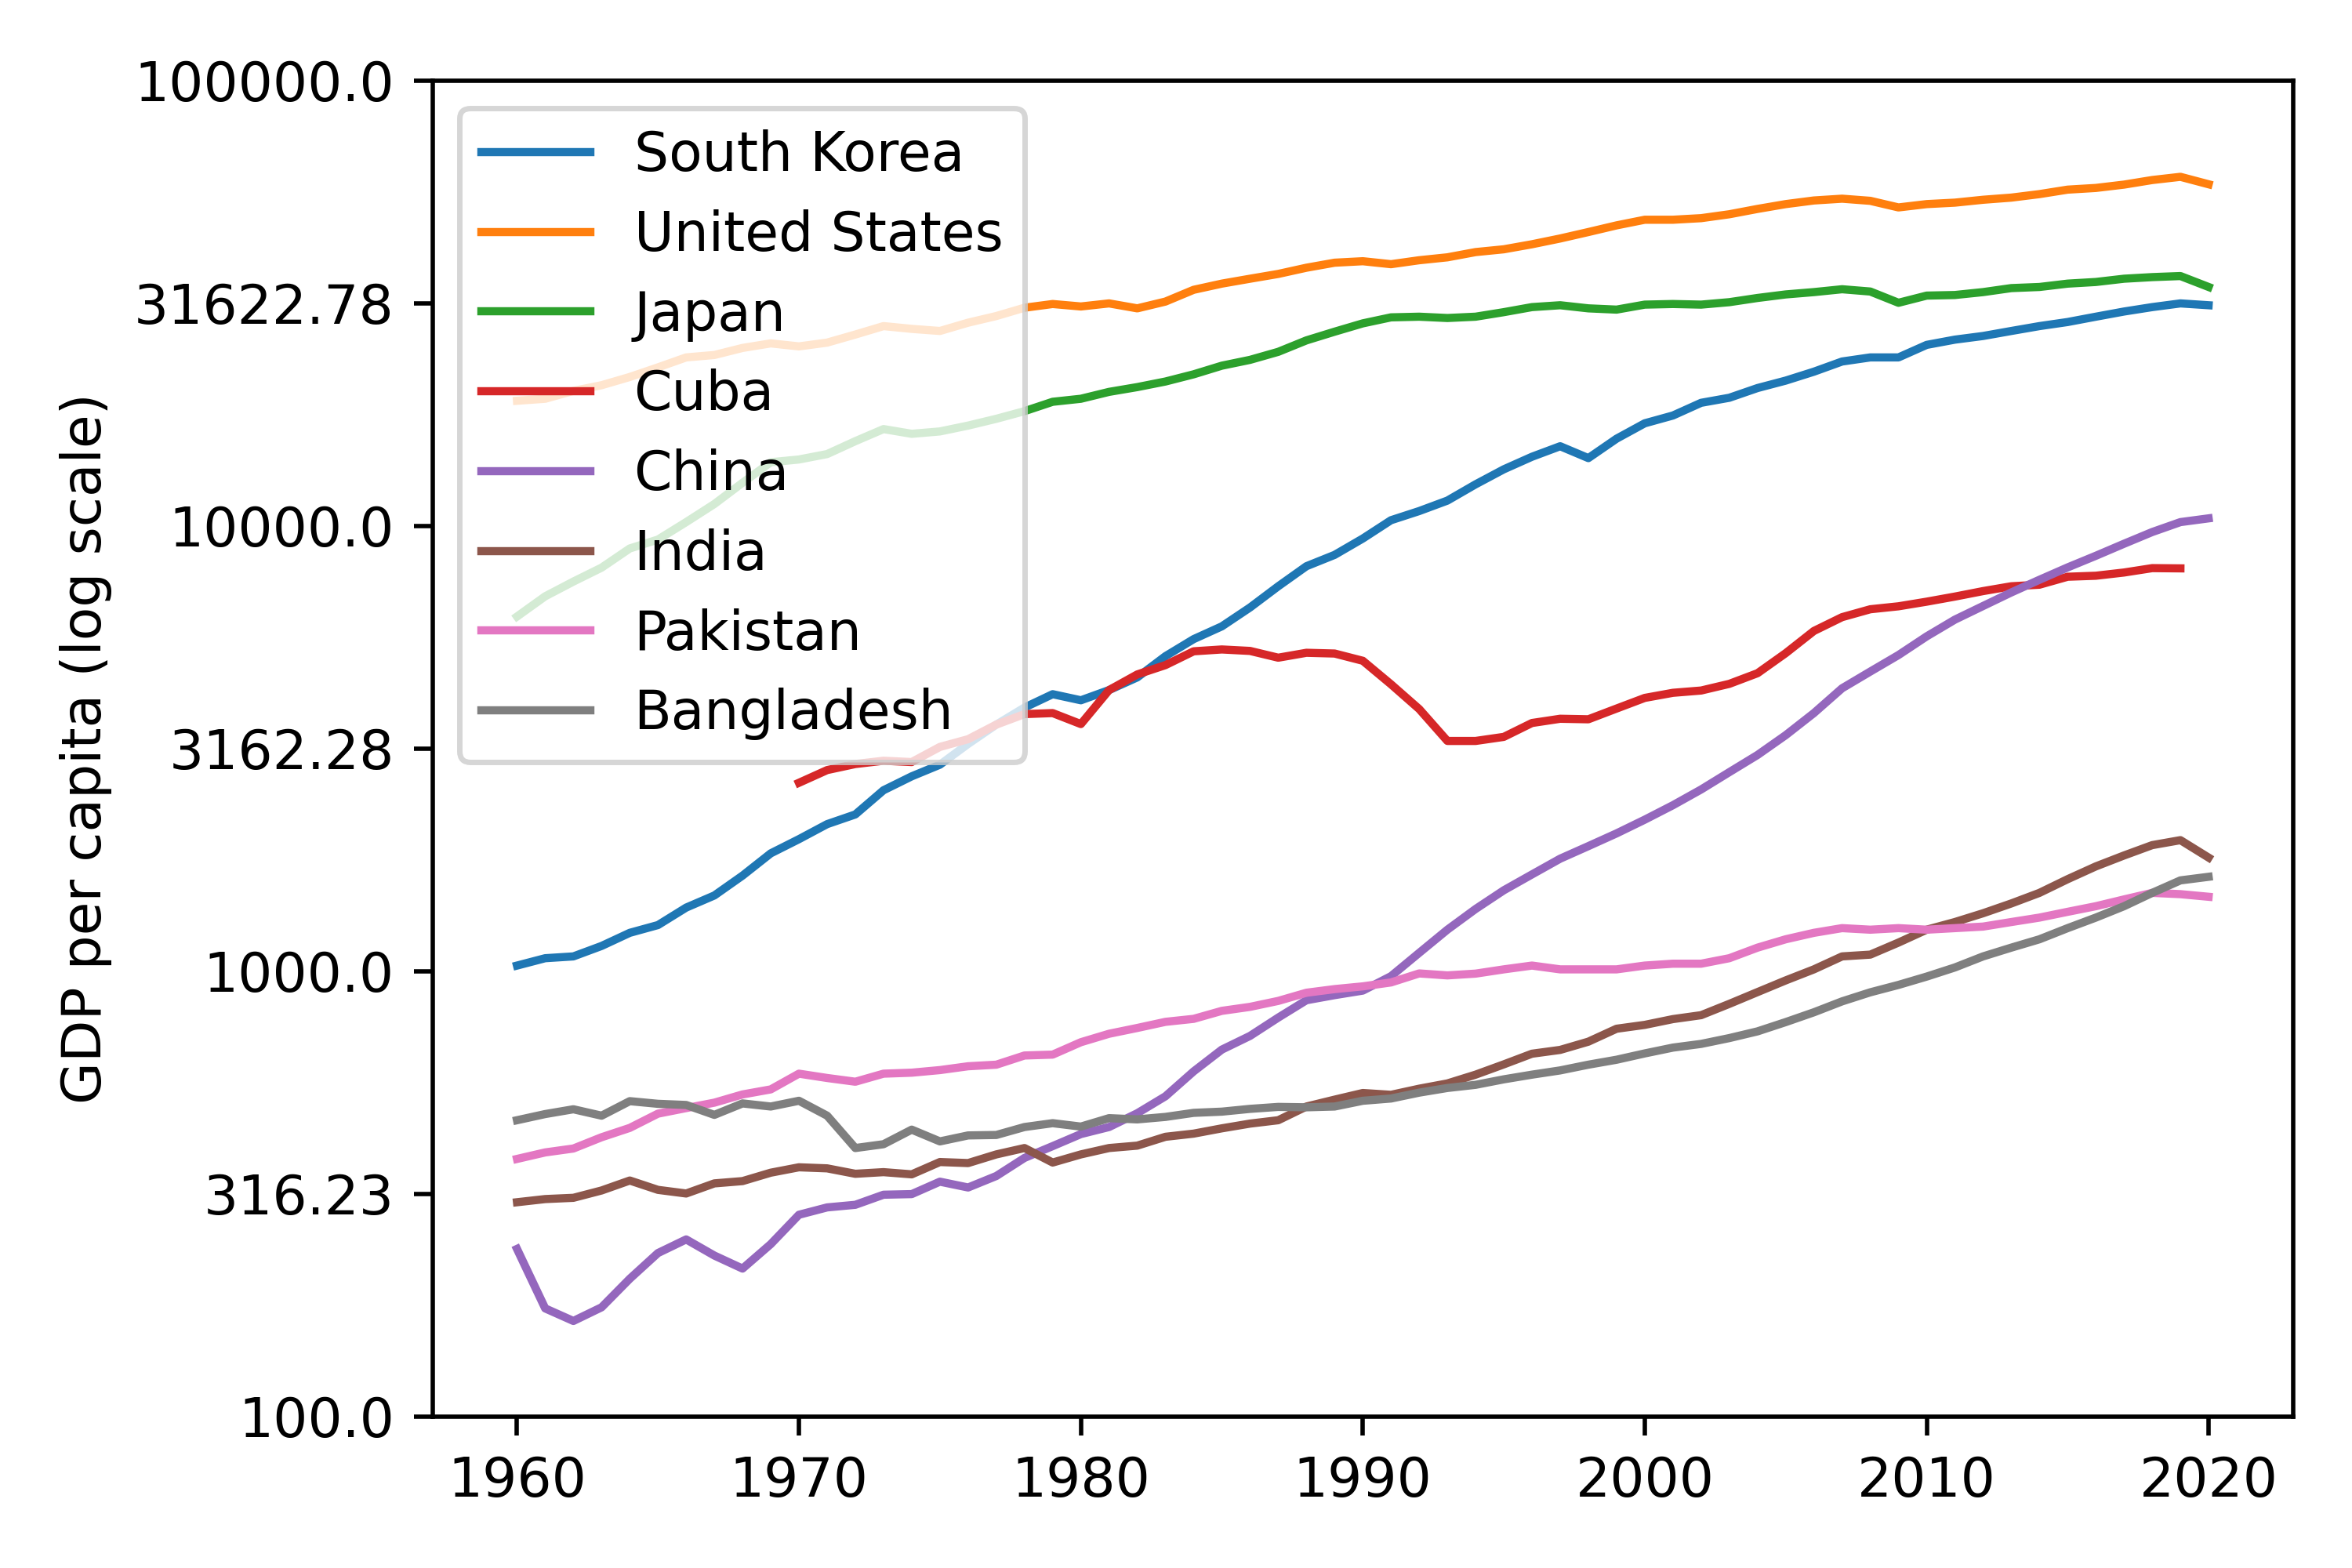 100000.0
31622.78
10000.0
3162.28
1000.0
316.23
100.0
GDP per capita (log scale)
South Korea
United States
Japan
Cuba
China
India
Pakistan
Bangladesh
1960 1970 1980 1990 2000 2010 2020